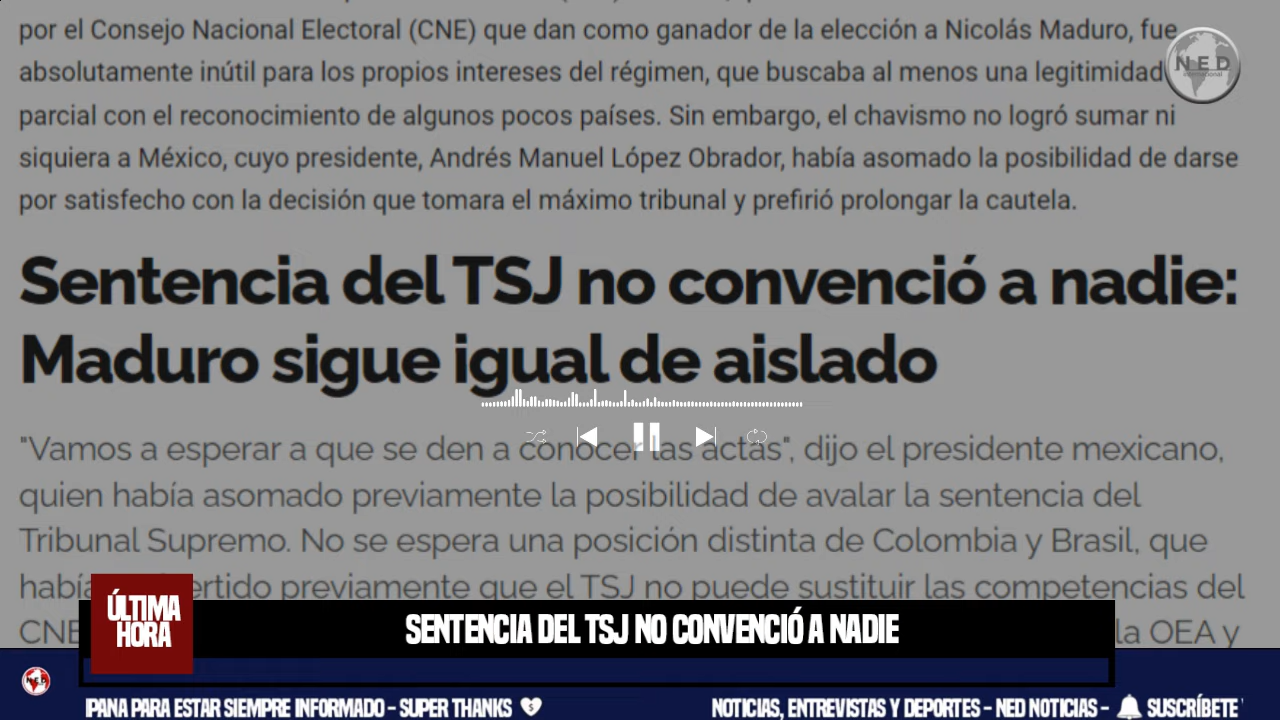 por el Consejo Nacional Electoral (CNE) que dan como ganador de la elección a Nicolás Maduro, fue
absolutamente inútil para los propios intereses del régimen, que buscaba al menos una legitimidad
parcial con el reconocimiento de algunos pocos países. Sin embargo, el chavismo no logró sumar ni
siquiera a México, cuyo presidente, Andrés Manuel López Obrador, había asomado la posibilidad de darse
por satisfecho con la decisión que tomara el máximo tribunal y prefirió prolongar la cautela.
NED
international
Sentencia del TSJ no convenció a nadie:
Maduro sigue igual de aislado
"Vamos a esperar a que se den a conocer las actas", dijo el presidente mexicano,
quien había asomado previamente la posibilidad de avalar la sentencia del
Tribunal Supremo. No se espera una posición distinta de Colombia y Brasil, que
previamente que el TSJ no puede sustituir las competencias del
CNE
la OEA y
ÚLTIMA
HORA
SENTENCIA DEL TSJ NO CONVENCIÓ A NADIE
NED
IPANA PARA ESTAR SIEMPRE INFORMADO - SUPER THANKS NOTICIAS, ENTREVISTAS Y DEPORTES - NED NOTICIAS - SUSCRÍBETE